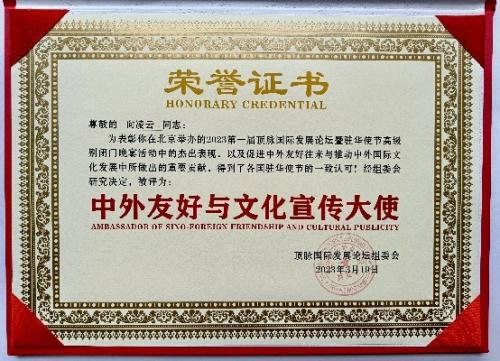 荣誉证书
HONORARY CREDENTIAL
尊敬的 向凌云 同志：
为表彰你在北京举办的2023第一届顶脉国际发展论坛暨驻华使节高级
别闭门晚宴活动中的杰出表现，以及促进中外友好往来与推动中外国际文
化发展中所做出的重要贡献，得到了各国驻华使节的一致认可！经组委会
研究决定，被评为：
中外友好与文化宣传大使
AMBASSADOR OF SINO-FOREIGN FRIENDSHIP AND CULTURAL PUBLICITY
顶脉国际发展论坛组委会
2023年3月19日